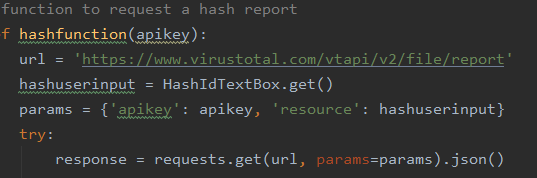 function to request a hash report
f hashfunction(apikey):
url = 'https://www.virustotal.com/vtapi/v2/file/report'
hashuserinput = HashIdTextBox.get()
params = {'apikey': apikey, 'resource': hashuserinput}
try:
response = requests.get(url, params=params).json()